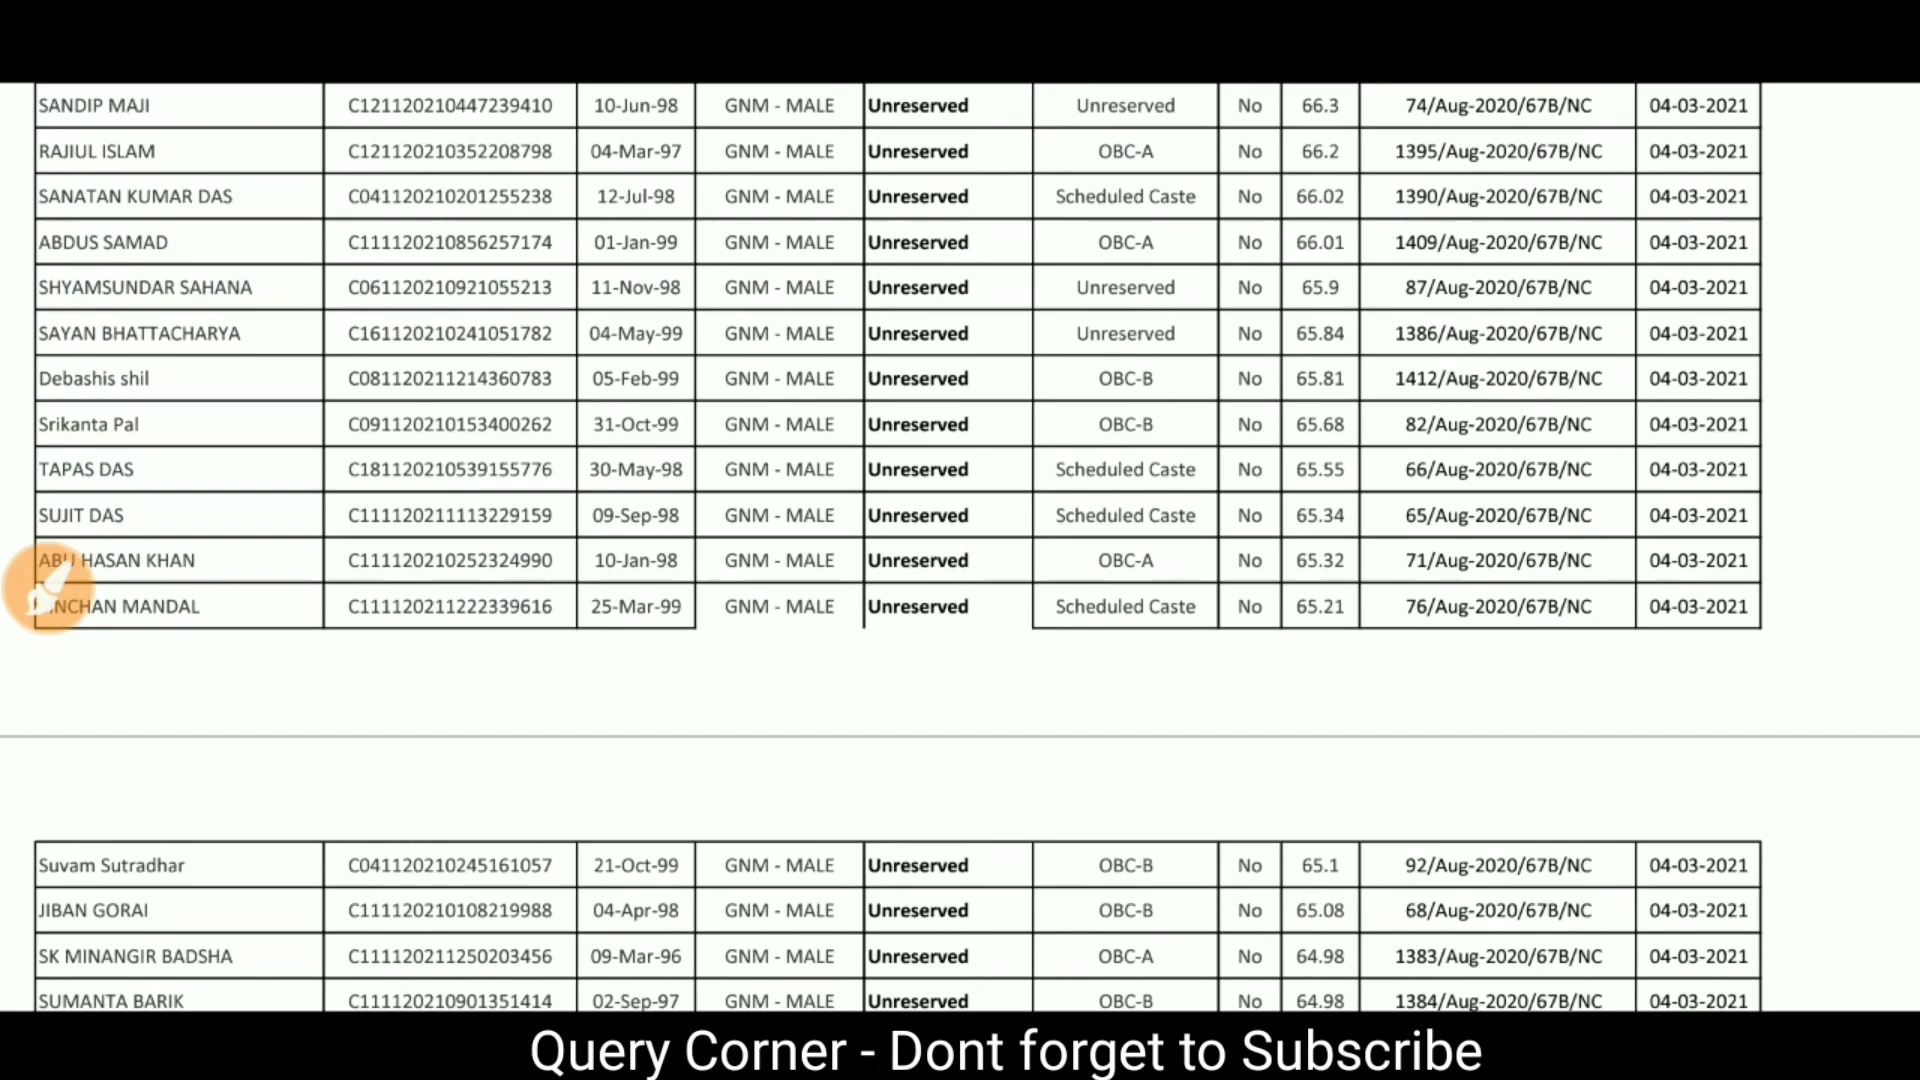 SANDIP MAJI C121120210447239410 10-Jun-98 GNM - MALE Unreserved Unreserved No 66.3 74/Aug-2020/67B/NC 04-03-2021
RAJIUL ISLAM C121120210352208798 04-Mar-97 GNM - MALE Unreserved OBC-A No 66.2 1395/Aug-2020/67B/NC 04-03-2021
SANATAN KUMAR DAS C041120210201255238 12-Jul-98 GNM - MALE Unreserved Scheduled Caste No 66.02 1390/Aug-2020/67B/NC 04-03-2021
ABDUS SAMAD C111120210856257174 01-Jan-99 GNM - MALE Unreserved OBC-A No 66.01 1409/Aug-2020/67B/NC 04-03-2021
SHYAMSUNDAR SAHANA C061120210921055213 11-Nov-98 GNM - MALE Unreserved Unreserved No 65.9 87/Aug-2020/67B/NC 04-03-2021
SAYAN BHATTACHARYA C161120210241051782 04-May-99 GNM - MALE Unreserved Unreserved No 65.84 1386/Aug-2020/67B/NC 04-03-2021
Debashis shil C081120211214360783 05-Feb-99 GNM - MALE Unreserved OBC-B No 65.81 1412/Aug-2020/67B/NC 04-03-2021
Srikanta Pal C091120210153400262 31-Oct-99 GNM - MALE Unreserved OBC-B No 65.68 82/Aug-2020/67B/NC 04-03-2021
TAPAS DAS C181120210539155776 30-May-98 GNM - MALE Unreserved Scheduled Caste No 65.55 66/Aug-2020/67B/NC 04-03-2021
SUJIT DAS C111120211113229159 09-Sep-98 GNM - MALE Unreserved Scheduled Caste No 65.34 65/Aug-2020/67B/NC 04-03-2021
ABU HASAN KHAN C111120210252324990 10-Jan-98 GNM - MALE Unreserved OBC-A No 65.32 71/Aug-2020/67B/NC 04-03-2021
MANDAL C111120211222339616 25-Mar-99 GNM - MALE Unreserved Scheduled Caste No 65.21 76/Aug-2020/67B/NC 04-03-2021
Suvam Sutradhar C041120210245161057 21-Oct-99 GNM - MALE Unreserved OBC-B No 65.1 92/Aug-2020/67B/NC 04-03-2021
JIBAN GORAI C111120210108219988 04-Apr-98 GNM - MALE Unreserved OBC-B No 65.08 68/Aug-2020/67B/NC 04-03-2021
SK MINANGIR BADSHA C111120211250203456 09-Mar-96 GNM - MALE Unreserved OBC-A No 64.98 1383/Aug-2020/67B/NC 04-03-2021
SUMANTA BARIK C111120210901351414 02-Sep-97 GNM - MALE Unreserved OBC-B No 64.98 1384/Aug-2020/67B/NC 04-03-2021
Query Corner - Dont forget to Subscribe